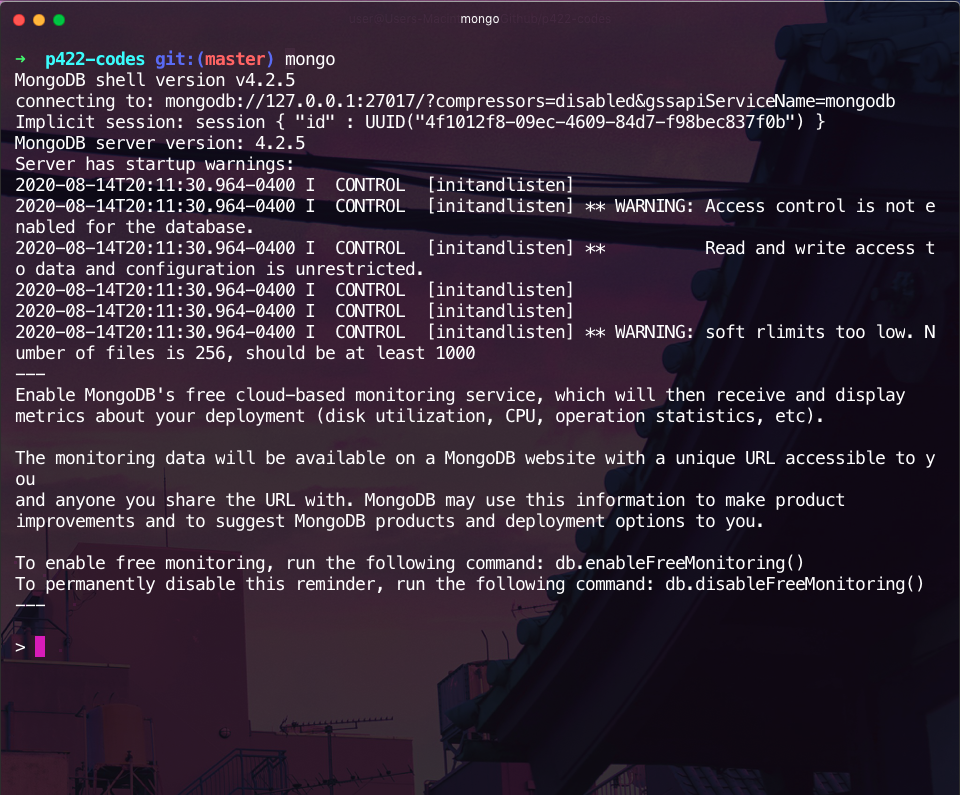 mongo
➜  p422-codes git:(master) mongo
MongoDB shell version v4.2.5
connecting to: mongodb://127.0.0.1:27017/?compressors=disabled&gssapiServiceName=mongodb
Implicit session: session { "id" : UUID("4f1012f8-09ec-4609-84d7-f98bec837f0b") }
MongoDB server version: 4.2.5
Server has startup warnings:
2020-08-14T20:11:30.964-0400 I  CONTROL  [initandlisten]
2020-08-14T20:11:30.964-0400 I  CONTROL  [initandlisten] ** WARNING: Access control is not e
nabled for the database.
2020-08-14T20:11:30.964-0400 I  CONTROL  [initandlisten] **          Read and write access t
o data and configuration is unrestricted.
2020-08-14T20:11:30.964-0400 I  CONTROL  [initandlisten]
2020-08-14T20:11:30.964-0400 I  CONTROL  [initandlisten]
2020-08-14T20:11:30.964-0400 I  CONTROL  [initandlisten] ** WARNING: soft rlimits too low. N
umber of files is 256, should be at least 1000
---
Enable MongoDB's free cloud-based monitoring service, which will then receive and display
metrics about your deployment (disk utilization, CPU, operation statistics, etc).

The monitoring data will be available on a MongoDB website with a unique URL accessible to y
ou
and anyone you share the URL with. MongoDB may use this information to make product
improvements and to suggest MongoDB products and deployment options to you.

To enable free monitoring, run the following command: db.enableFreeMonitoring()
To permanently disable this reminder, run the following command: db.disableFreeMonitoring()
---

>